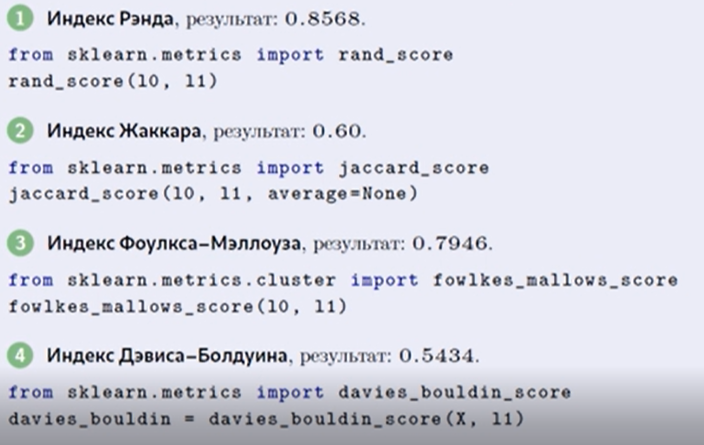 1 Индекс Рэнда, результат: 0.8568.
from sklearn.metrics import rand_score
rand_score(l0, l1)
2 Индекс Жаккара, результат: 0.60.
from sklearn.metrics import jaccard_score
jaccard_score(l0, l1, average=None)
3 Индекс Фоулкса–Мэллоуза, результат: 0.7946.
from sklearn.metrics.cluster import fowlkes_mallows_score
fowlkes_mallows_score(l0, l1)
4 Индекс Дэвиса–Болдуина, результат: 0.5434.
from sklearn.metrics import davies_bouldin_score
davies_bouldin = davies_bouldin_score(X, l1)